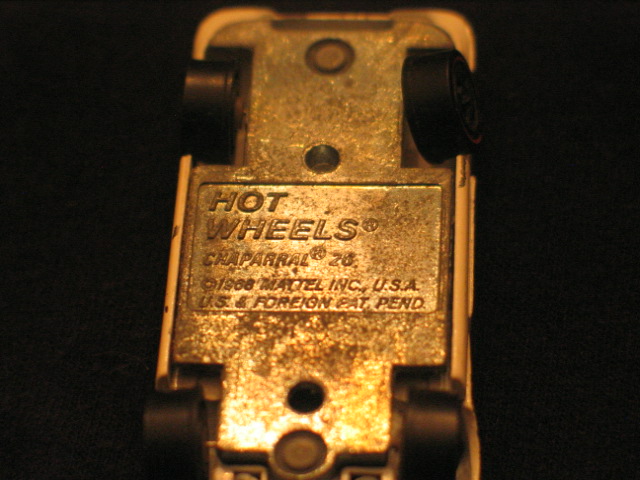 HOT
WHEELS®
CHAPARRAL® 2G
©1968 MATTEL INC., U.S.A.
U.S. & FOREIGN PAT. PEND.